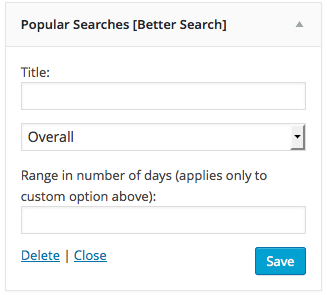 Popular Searches [Better Search]
Title:
Overall
Range in number of days (applies only to
custom option above):
Delete | Close
Save